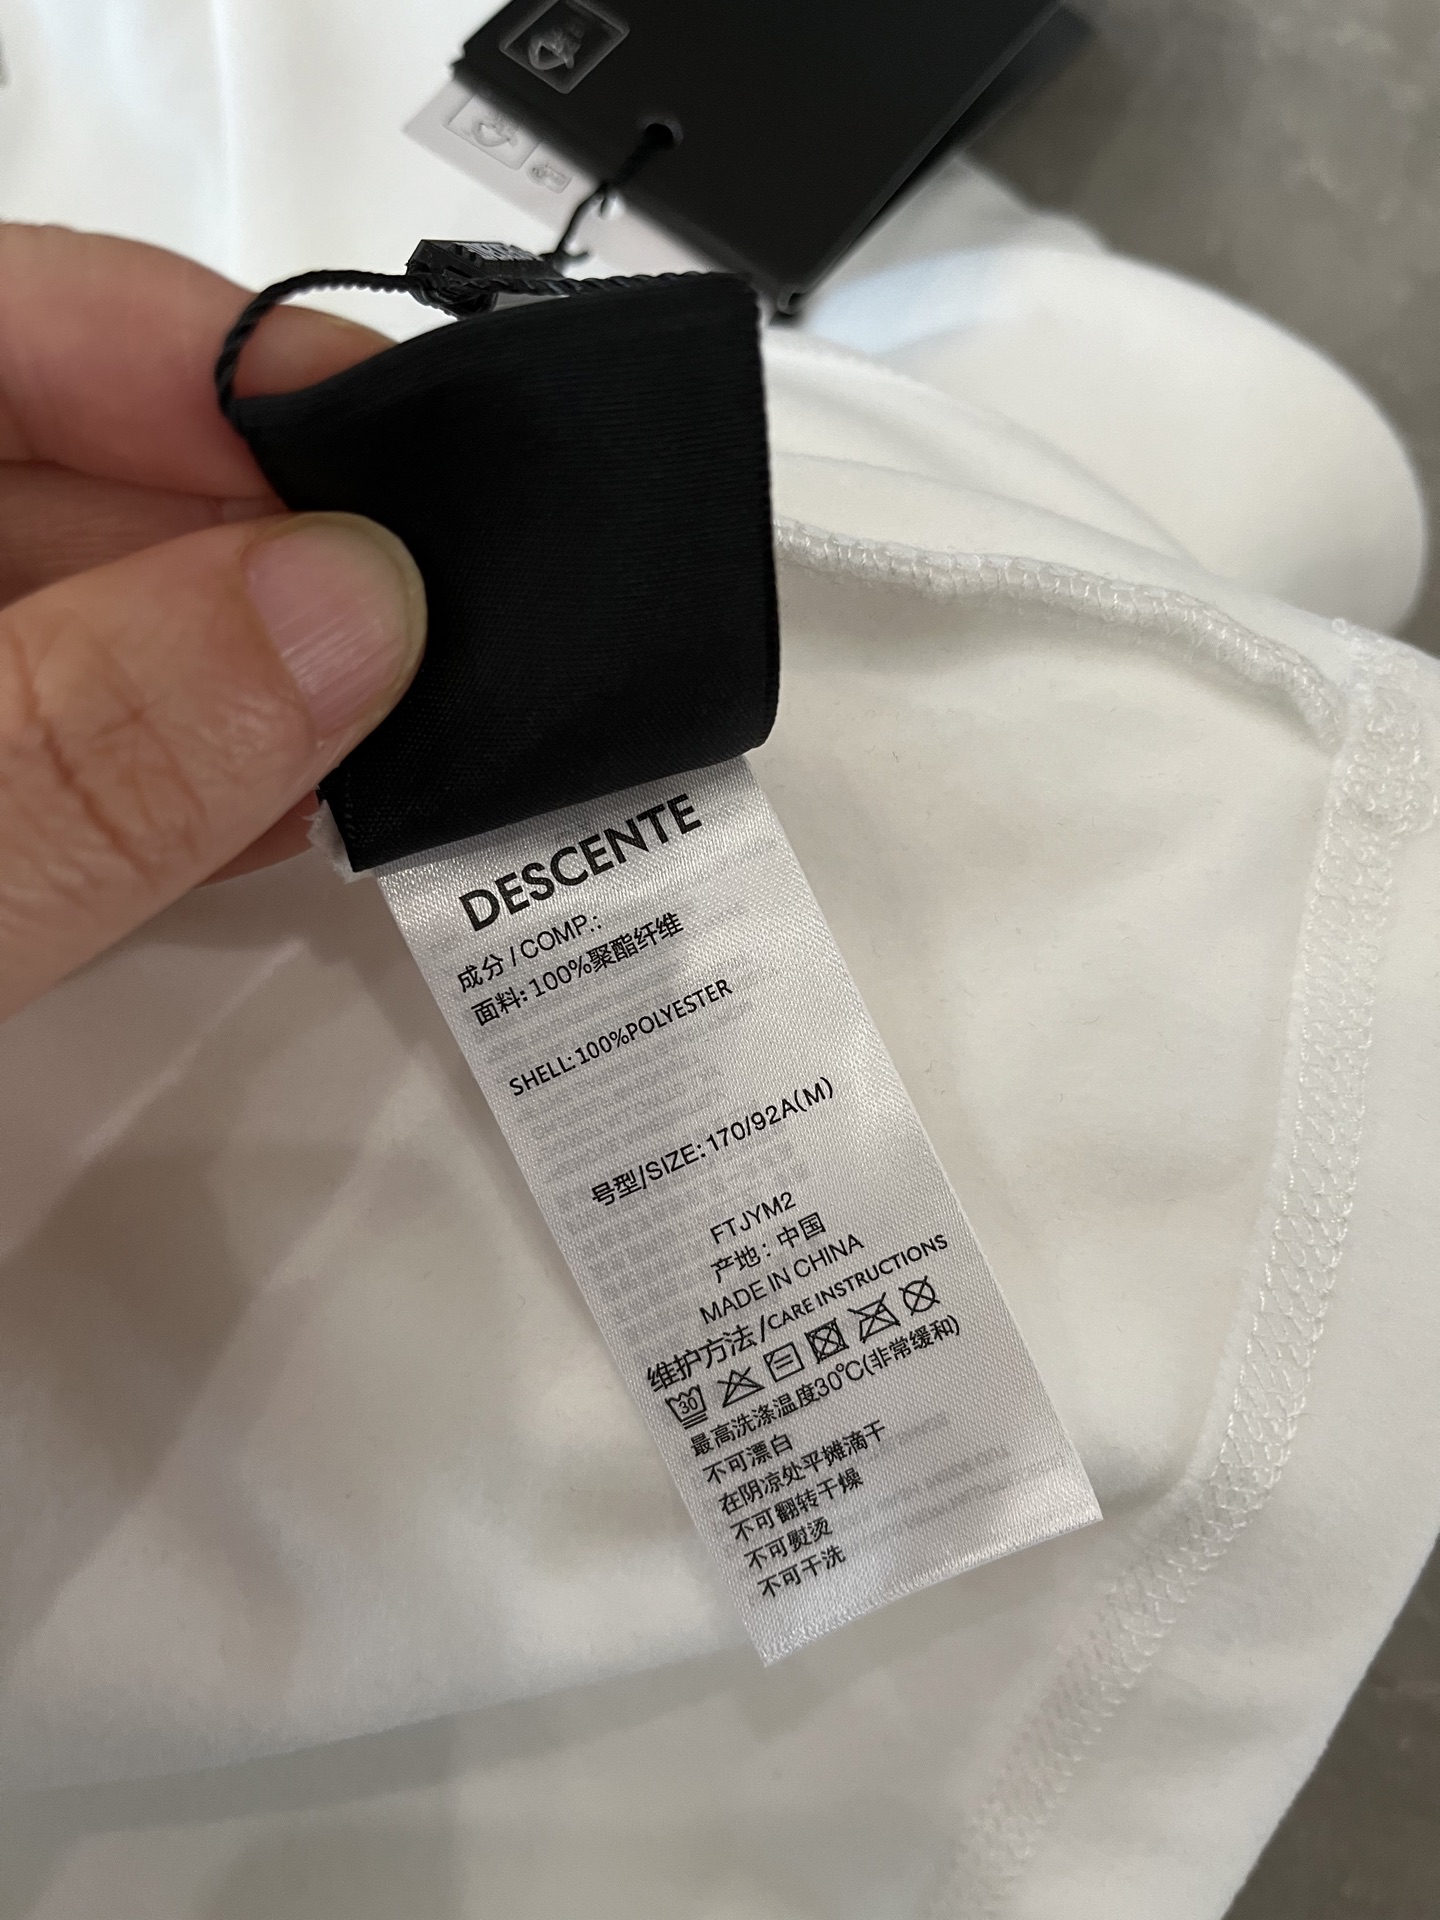 DESCENTE
成分/COMP.:
面料:100%聚酯纤维
SHELL:100%POLYESTER
号型/SIZE:170/92A(M)
FTJYM2
产地:中国
MADE IN CHINA
维护方法/CARE INSTRUCTIONS
30
最高洗涤温度30℃(非常缓和)
不可漂白
在阴凉处平摊滴干
不可翻转干燥
不可熨烫
不可干洗